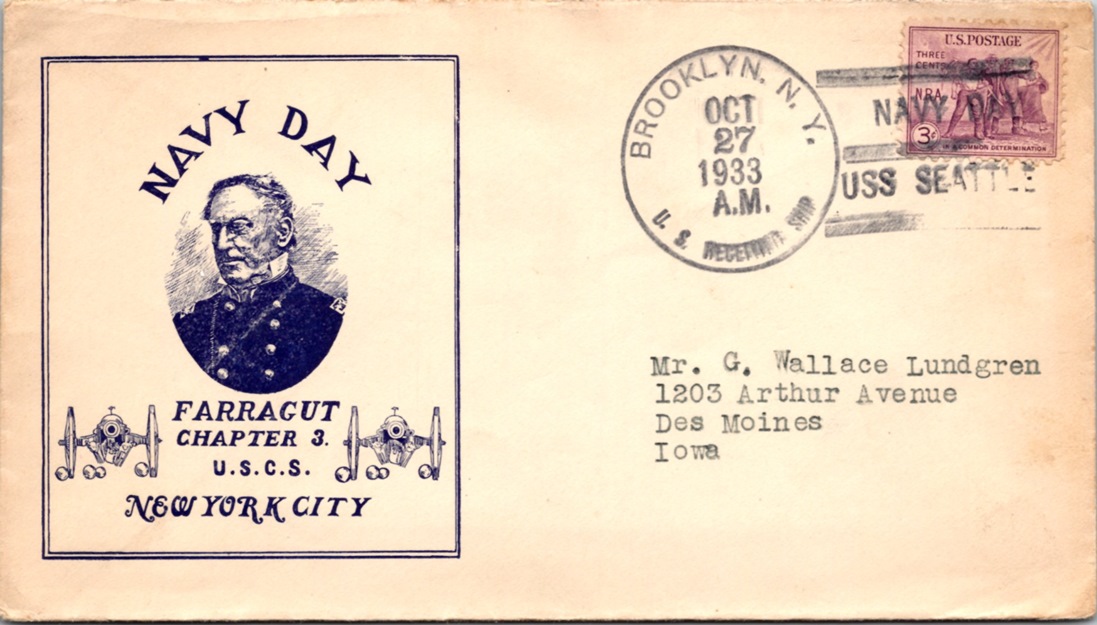 NAVY DAY
FARRAGUT
CHAPTER 3.
U.S.C.S.
NEW YORK CITY
BROOKLYN, N.Y.
OCT
27
1933
A.M.
U. S. RECEIVING SHIP
NAVY DAY
USS SEATTLE
U.S. POSTAGE
THREE
CENTS
N.R.A.
3¢
IN A COMMON DETERMINATION
Mr. G. Wallace Lundgren
1203 Arthur Avenue
Des Moines
Iowa